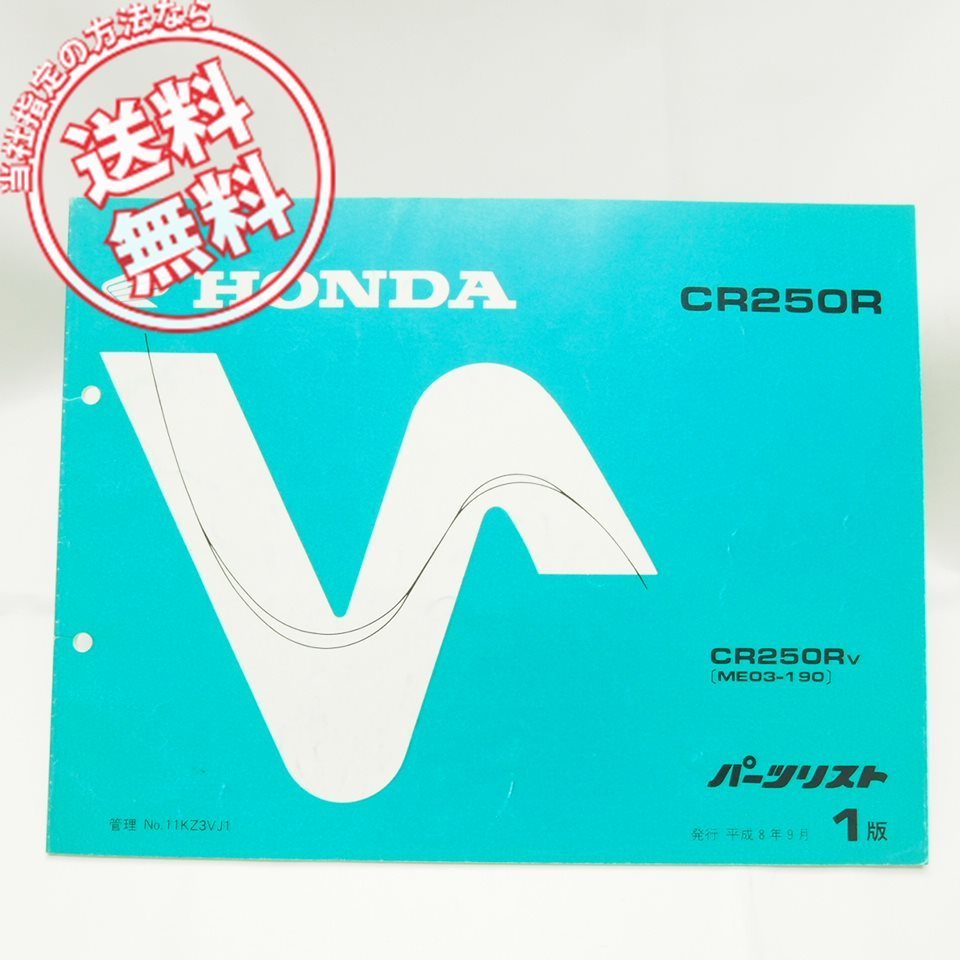 当社指定の方法なら
送料
無料
HONDA
CR250R
CR250RV
〔ME03-190〕
パーツリスト
管理 No.11KZ3VJ1
発行 平成8年9月 1版